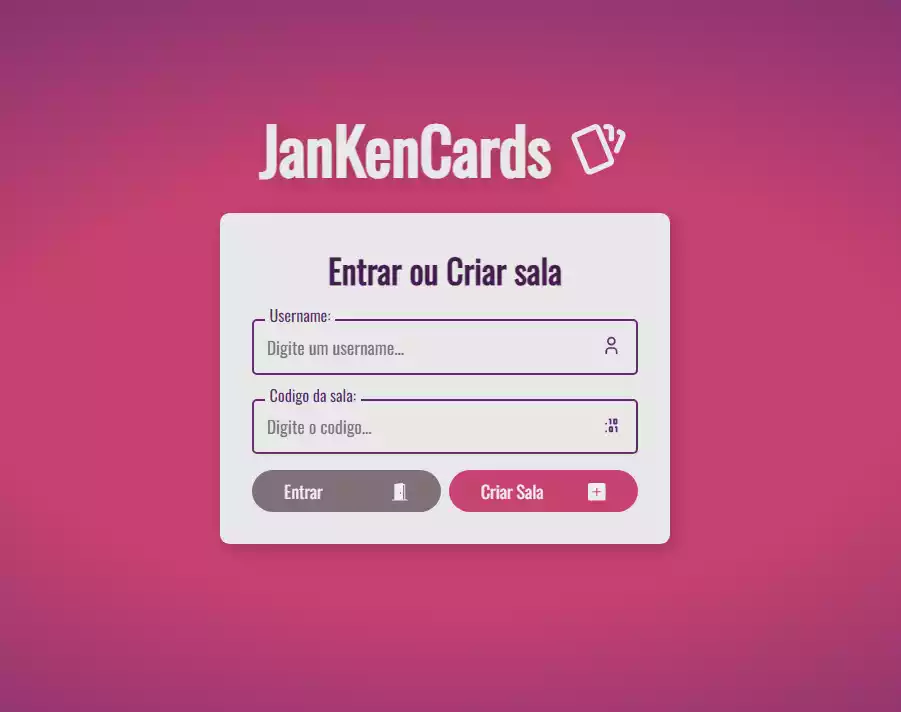 JanKenCards
Entrar ou Criar sala
Username:
Digite um username...
Codigo da sala:
Digite o codigo...
Entrar
Criar Sala